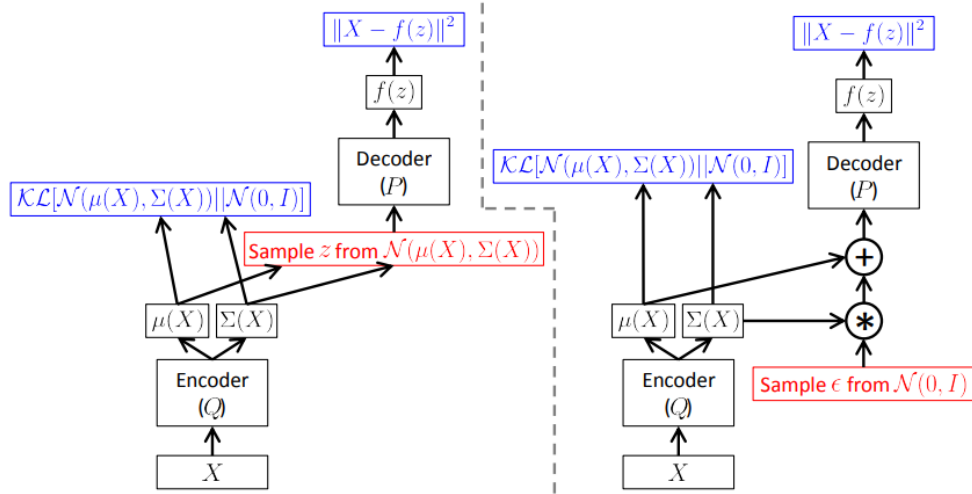 ‖X − f(z)‖²
f(z)
Decoder
(P)
𝒦ℒ[𝒩(μ(X), Σ(X))||𝒩(0, I)]
Sample z from 𝒩(μ(X), Σ(X))
μ(X)
Σ(X)
Encoder
(Q)
X
‖X − f(z)‖²
f(z)
Decoder
(P)
𝒦ℒ[𝒩(μ(X), Σ(X))||𝒩(0, I)]
+
μ(X)
Σ(X)
*
Encoder
(Q)
Sample ϵ from 𝒩(0, I)
X